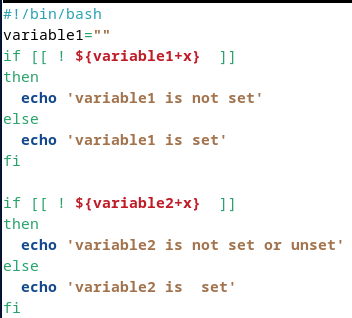 #!/bin/bash
variable1=""
if [[ ! ${variable1+x}  ]]
then
  echo 'variable1 is not set'
else
  echo 'variable1 is set'
fi

if [[ ! ${variable2+x}  ]]
then
  echo 'variable2 is not set or unset'
else
  echo 'variable2 is  set'
fi